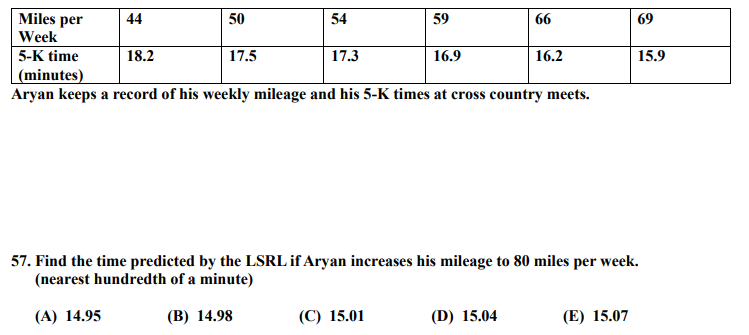 Miles per Week 44 50 54 59 66 69
5-K time (minutes) 18.2 17.5 17.3 16.9 16.2 15.9
Aryan keeps a record of his weekly mileage and his 5-K times at cross country meets.
57. Find the time predicted by the LSRL if Aryan increases his mileage to 80 miles per week.
(nearest hundredth of a minute)
(A) 14.95 (B) 14.98 (C) 15.01 (D) 15.04 (E) 15.07